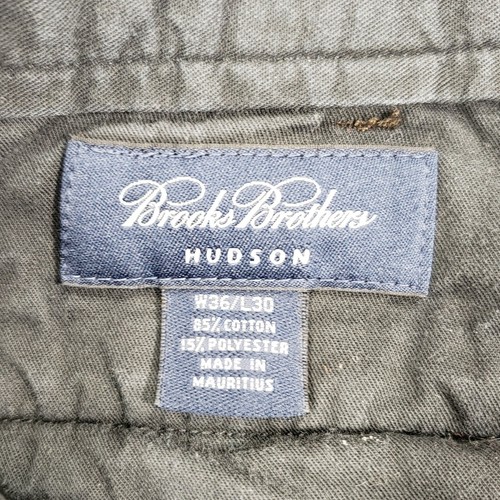 Brooks Brothers
HUDSON
W36/L30
85% COTTON
15% POLYESTER
MADE IN
MAURITIUS